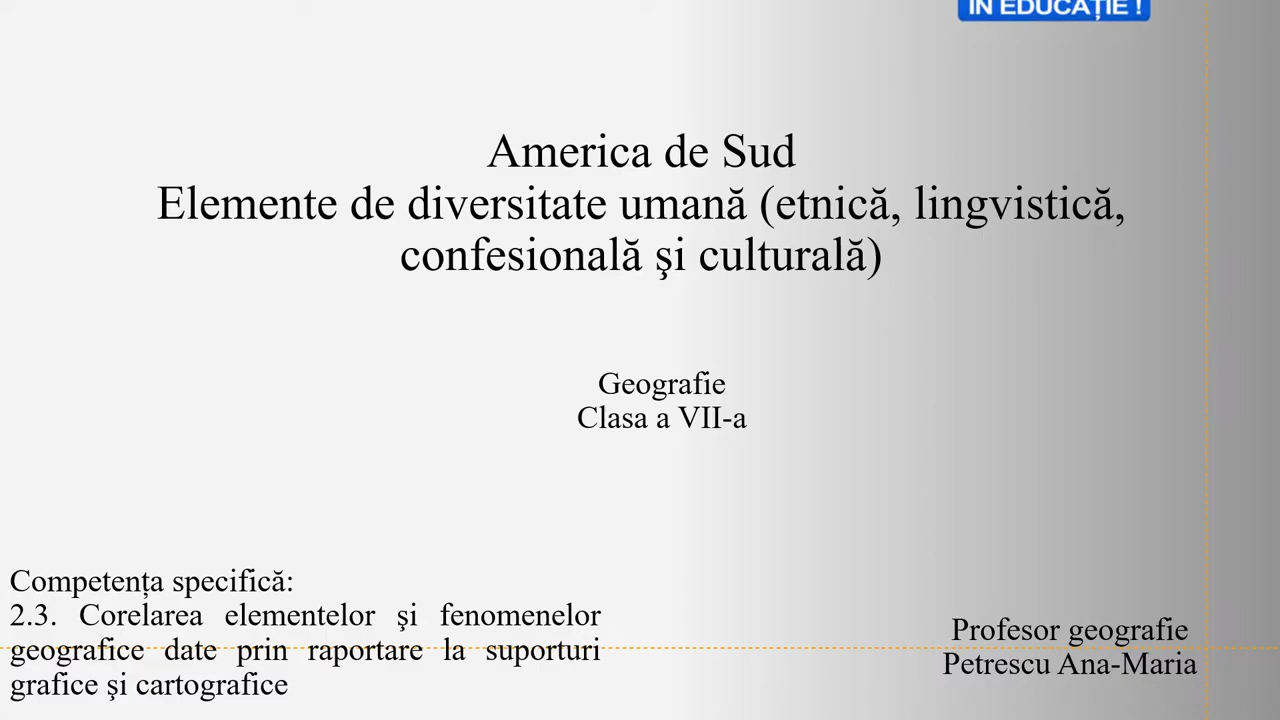 ÎN EDUCAȚIE !
America de Sud
Elemente de diversitate umană (etnică, lingvistică,
confesională şi culturală)
Geografie
Clasa a VII-a
Competența specifică:
2.3. Corelarea elementelor şi fenomenelor
geografice date prin raportare la suporturi
grafice şi cartografice
Profesor geografie
Petrescu Ana-Maria